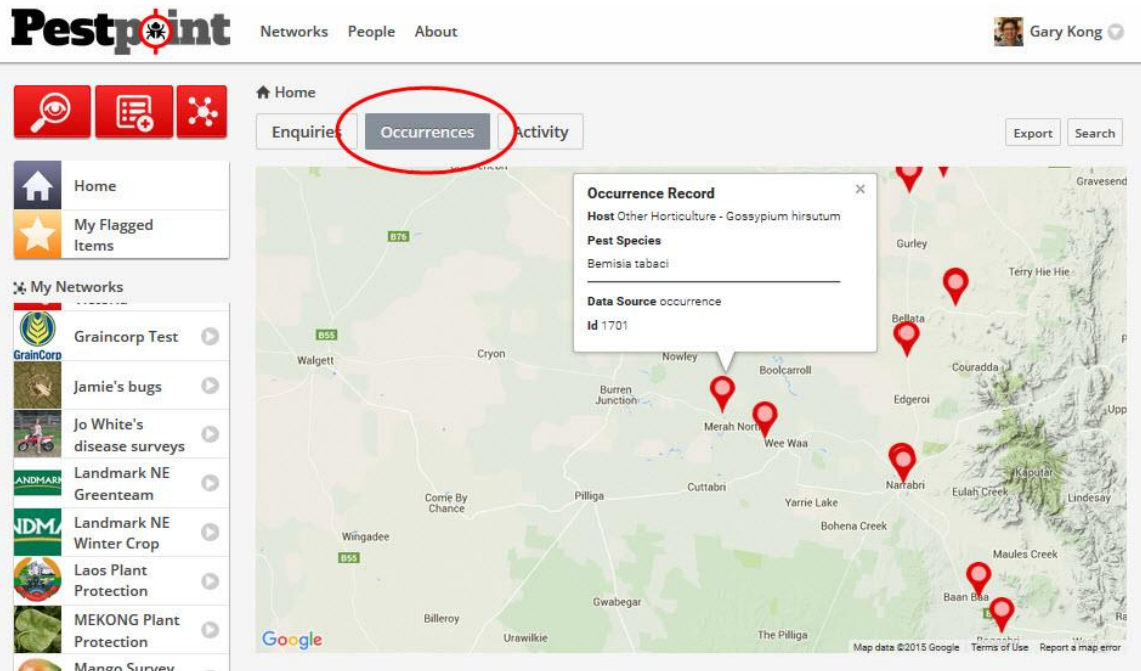 Pestpoint
Networks People About
Gary Kong
Home
Enquiries Occurrences Activity
Export Search
Home
My Flagged
Items
My Networks
Victoria
GrainCorp
Graincorp Test
Jamie's bugs
Jo White's
disease surveys
Landmark NE
Greenteam
Landmark NE
Winter Crop
Laos Plant
Protection
MEKONG Plant
Protection
Mango Survey
Occurrence Record
Host Other Horticulture - Gossypium hirsutum
Pest Species
Bemisia tabaci
Data Source occurrence
Id 1701
Gravesend
B76
Gurley
Terry Hie Hie
Bellata
B55
Walgett
Cryon
Nowley
Boolcarroll
Couradda
Burren
Junction
Edgeroi
Merah North
Wee Waa
Kaputar
Cuttabri
Narrabri
Eulah Creek
Lindesay
Come By
Chance
Pilliga
Yarrie Lake
Bohena Creek
Wingadee
B55
Maules Creek
Baan Baa
Gwabegar
Billeroy
Urawilkie
The Pilliga
Google
Map data ©2015 Google Terms of Use Report a map error